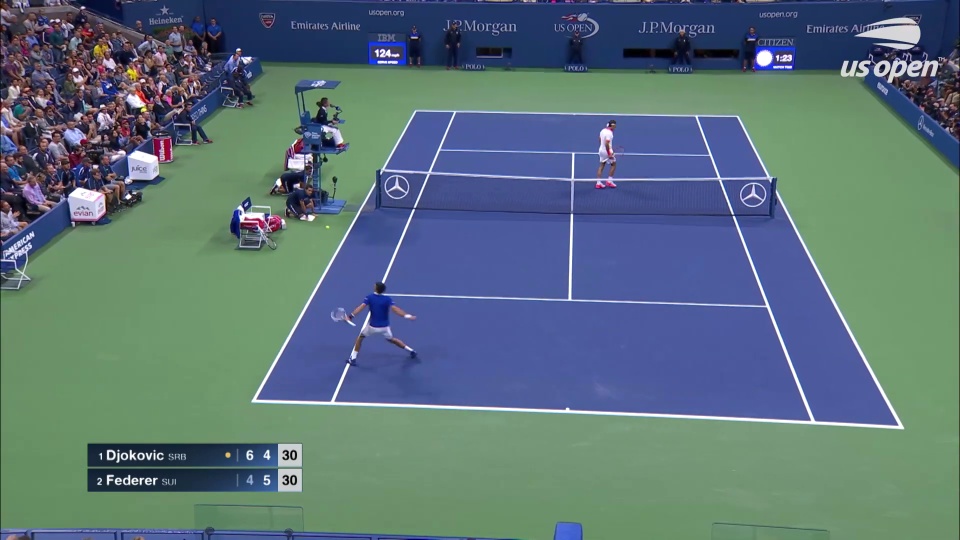 Heineken
Emirates Airline
usopen.org
IBM
124 mph
J.P.Morgan
US OPEN
J.P.Morgan
usopen.org
CITIZEN
1:23
Emirates Airline
US OPEN
POLO
POLO
POLO
Wilson
JUICE
evian
AMERICAN
EXPRESS
1 Djokovic SRB 6 4 30
2 Federer SUI 4 5 30